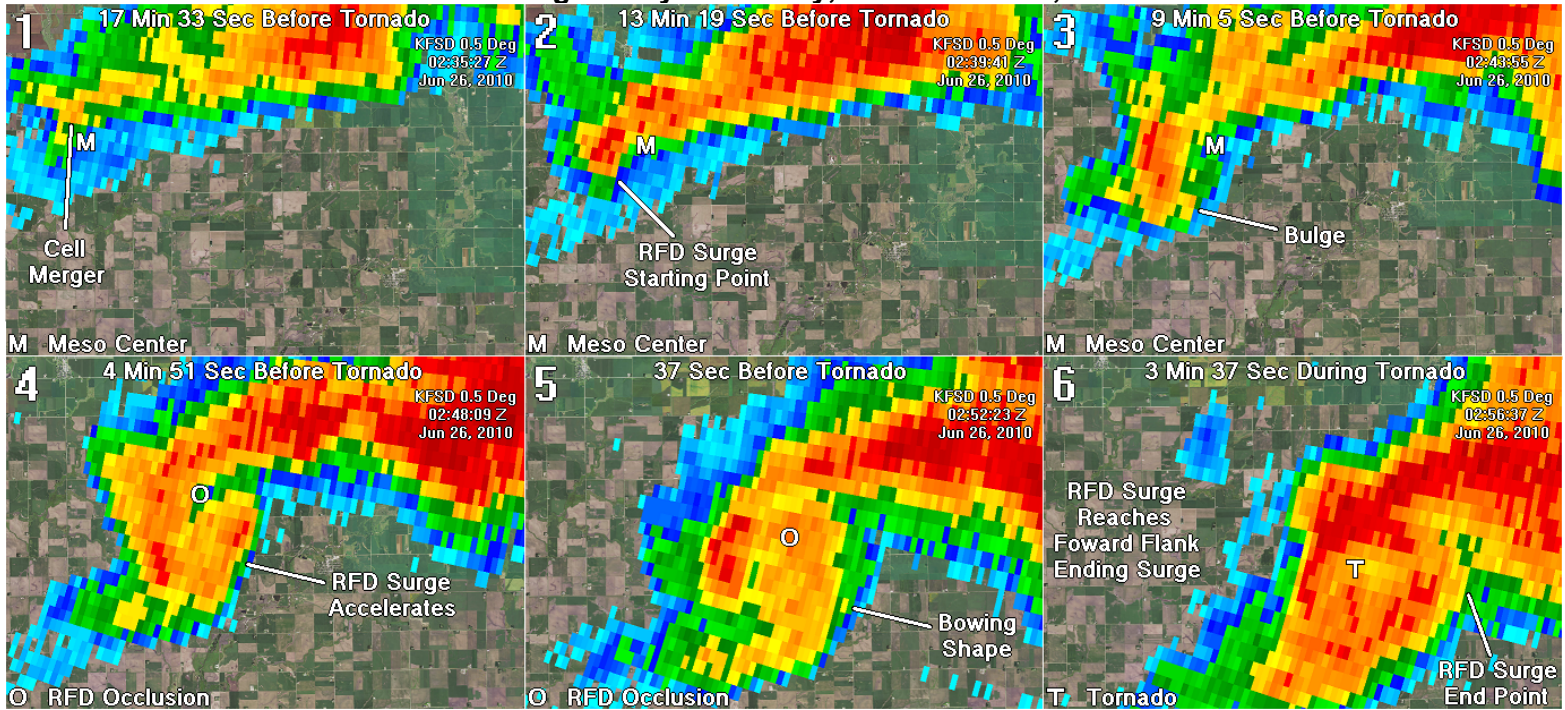 1
17 Min 33 Sec Before Tornado
KFSD 0.5 Deg
02:35:27 Z
Jun 26, 2010
M
Cell
Merger
M Meso Center
2
13 Min 19 Sec Before Tornado
KFSD 0.5 Deg
02:39:41 Z
Jun 26, 2010
M
RFD Surge
Starting Point
M Meso Center
3
9 Min 5 Sec Before Tornado
KFSD 0.5 Deg
02:43:55 Z
Jun 26, 2010
M
Bulge
M Meso Center
4
4 Min 51 Sec Before Tornado
KFSD 0.5 Deg
02:48:09 Z
Jun 26, 2010
O
RFD Surge
Accelerates
O RFD Occlusion
5
37 Sec Before Tornado
KFSD 0.5 Deg
02:52:23 Z
Jun 26, 2010
O
Bowing
Shape
O RFD Occlusion
6
3 Min 37 Sec During Tornado
KFSD 0.5 Deg
02:56:37 Z
Jun 26, 2010
RFD Surge
Reaches
Foward Flank
Ending Surge
T
RFD Surge
End Point
T Tornado